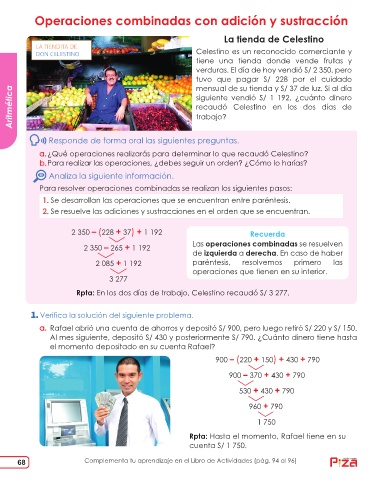 Operaciones combinadas con adición y sustracción
LA TIENDITA DE
DON CELESTINO
La tienda de Celestino
Celestino es un reconocido comerciante y
tiene una tienda donde vende frutas y
verduras. El día de hoy vendió S/ 2 350, pero
tuvo que pagar S/ 228 por el cuidado
mensual de su tienda y S/ 37 de luz. Si al día
siguiente vendió S/ 1 192, ¿cuánto dinero
recaudó Celestino en los dos días de
trabajo?
Aritmética
Responde de forma oral las siguientes preguntas.
a. ¿Qué operaciones realizarás para determinar lo que recaudó Celestino?
b. Para realizar las operaciones, ¿debes seguir un orden? ¿Cómo lo harías?
Analiza la siguiente información.
Para resolver operaciones combinadas se realizan los siguientes pasos:
1. Se desarrollan las operaciones que se encuentran entre paréntesis.
2. Se resuelve las adiciones y sustracciones en el orden que se encuentran.
2 350 – (228 + 37) + 1 192
2 350 – 265 + 1 192
2 085 + 1 192
3 277
Recuerda
Las operaciones combinadas se resuelven
de izquierda a derecha. En caso de haber
paréntesis, resolvemos primero las
operaciones que tienen en su interior.
Rpta: En los dos días de trabajo, Celestino recaudó S/ 3 277.
1. Verifica la solución del siguiente problema.
a. Rafael abrió una cuenta de ahorros y depositó S/ 900, pero luego retiró S/ 220 y S/ 150.
Al mes siguiente, depositó S/ 430 y posteriormente S/ 790. ¿Cuánto dinero tiene hasta
el momento depositado en su cuenta Rafael?
900 – (220 + 150) + 430 + 790
900 – 370 + 430 + 790
530 + 430 + 790
960 + 790
1 750
Rpta: Hasta el momento, Rafael tiene en su
cuenta S/ 1 750.
68
Complementa tu aprendizaje en el Libro de Actividades (pág. 94 al 96)
Pizza